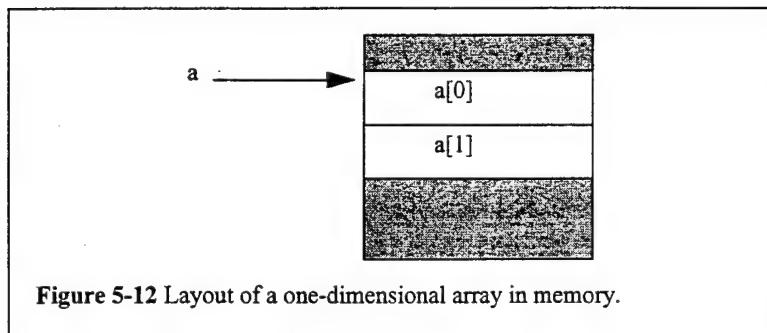 a
a[0]
a[1]
Figure 5-12 Layout of a one-dimensional array in memory.